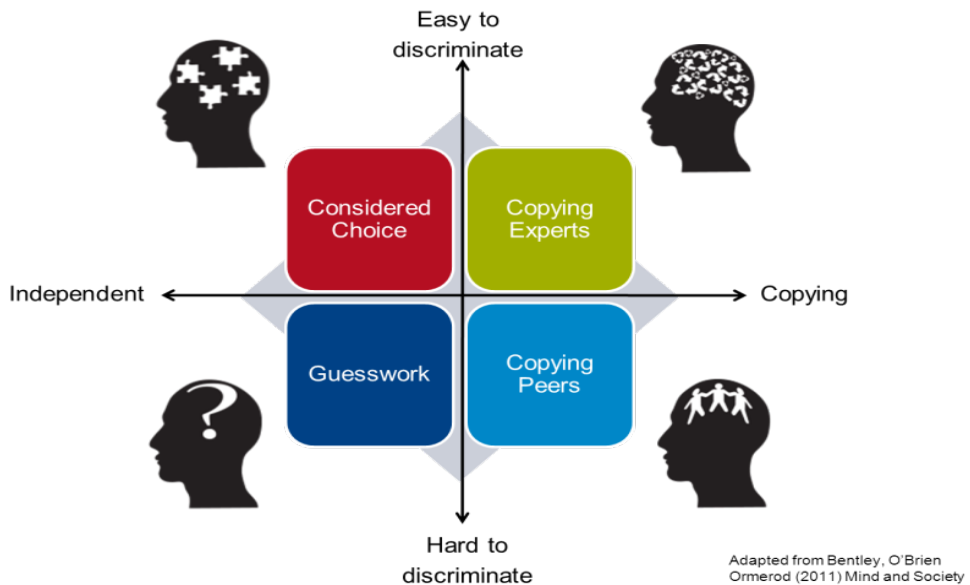 Easy to
discriminate
Considered
Choice
Copying
Experts
Independent
Copying
Guesswork
Copying
Peers
Hard to
discriminate
Adapted from Bentley, O'Brien
Ormerod (2011) Mind and Society